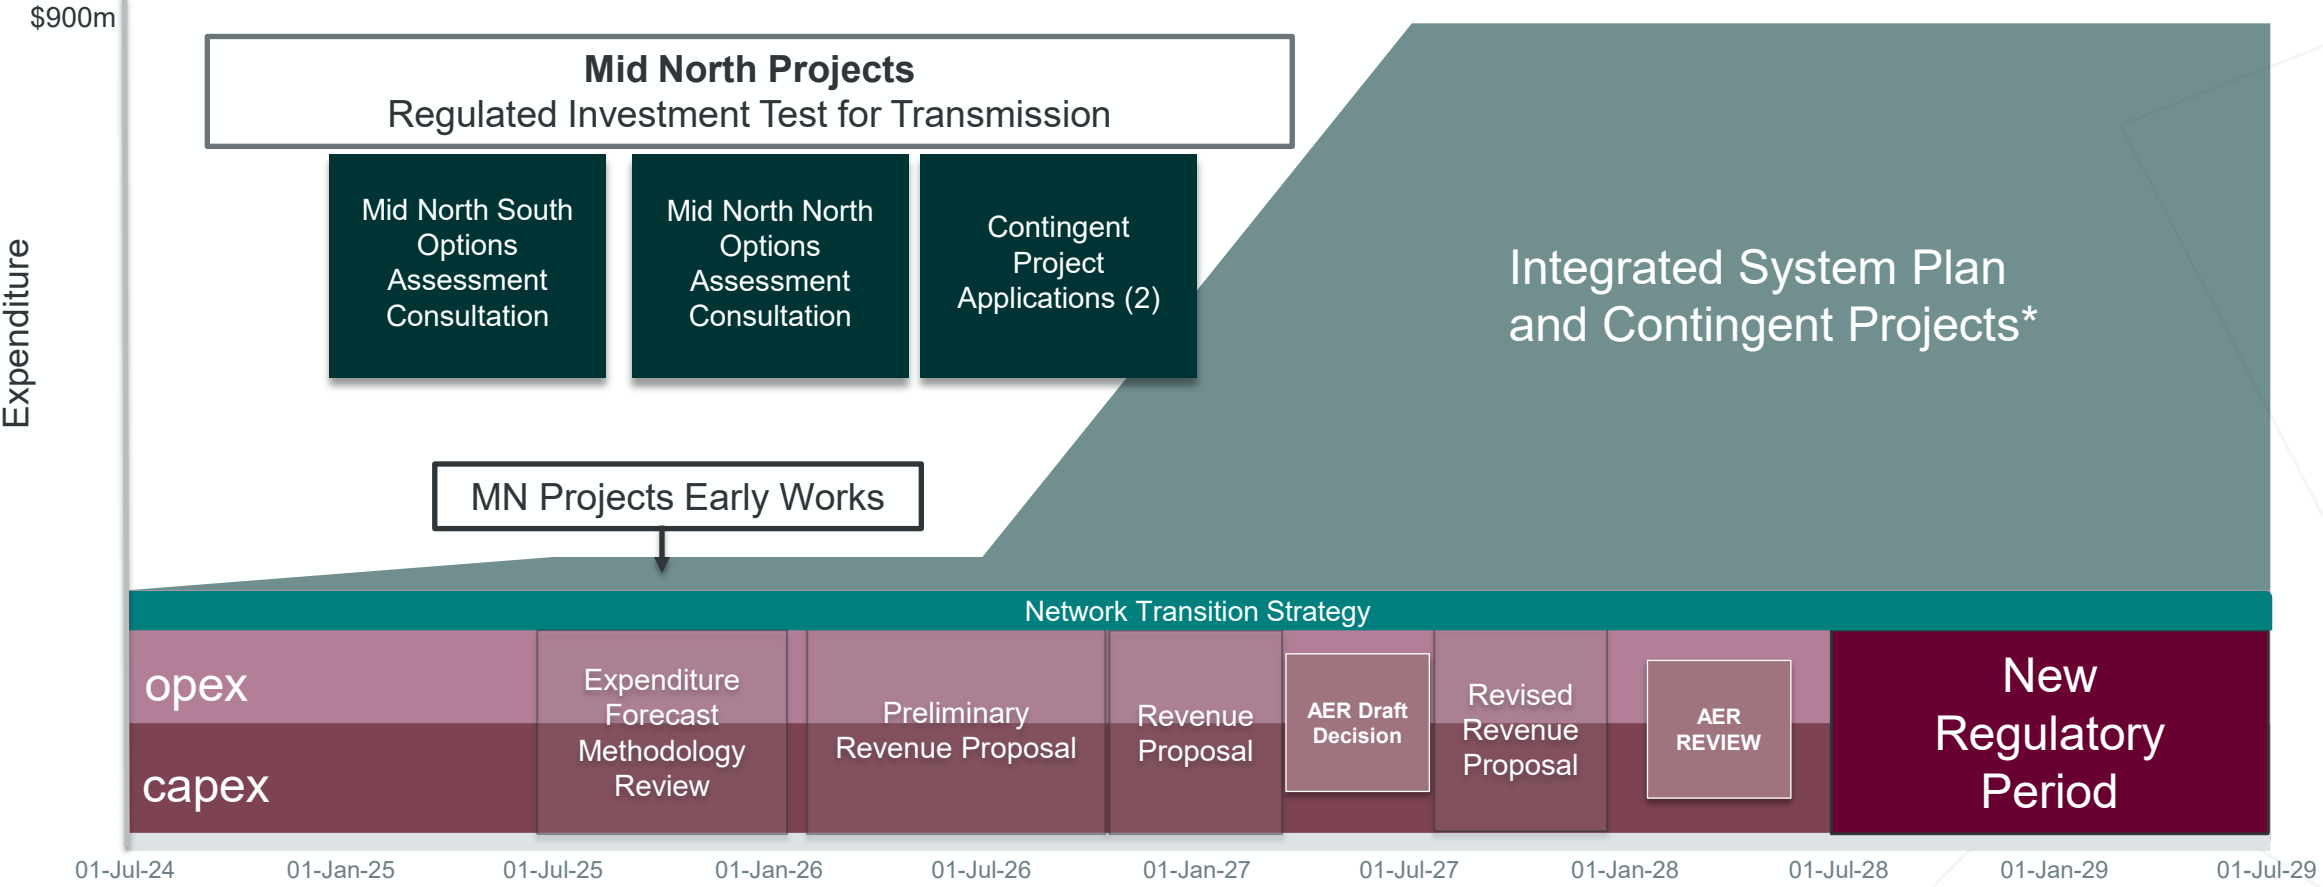 $900m
Expenditure
Mid North Projects
Regulated Investment Test for Transmission
Mid North South
Options
Assessment
Consultation
Mid North North
Options
Assessment
Consultation
Contingent
Project
Applications (2)
Integrated System Plan
and Contingent Projects*
MN Projects Early Works
Network Transition Strategy
opex
capex
Expenditure
Forecast
Methodology
Review
Preliminary
Revenue Proposal
Revenue
Proposal
AER Draft
Decision
Revised
Revenue
Proposal
AER
REVIEW
New
Regulatory
Period
01-Jul-24
01-Jan-25
01-Jul-25
01-Jan-26
01-Jul-26
01-Jan-27
01-Jul-27
01-Jan-28
01-Jul-28
01-Jan-29
01-Jul-29